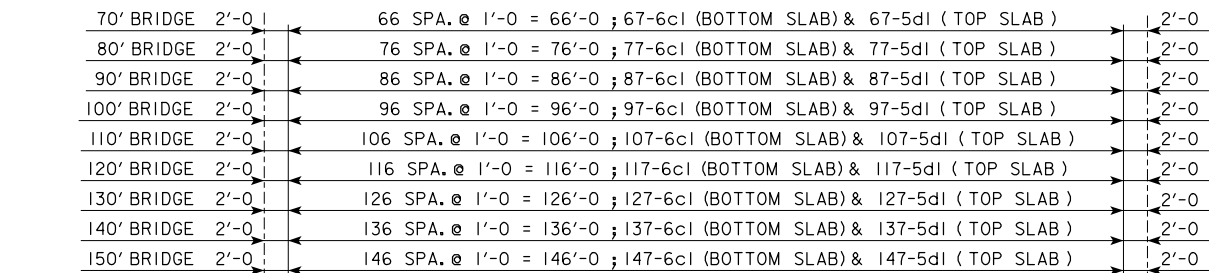 70' BRIDGE 2'-0 66 SPA. @ 1'-0 = 66'-0 ; 67-6c1 (BOTTOM SLAB) & 67-5d1 ( TOP SLAB ) 2'-0
80' BRIDGE 2'-0 76 SPA. @ 1'-0 = 76'-0 ; 77-6c1 (BOTTOM SLAB) & 77-5d1 ( TOP SLAB ) 2'-0
90' BRIDGE 2'-0 86 SPA. @ 1'-0 = 86'-0 ; 87-6c1 (BOTTOM SLAB) & 87-5d1 ( TOP SLAB ) 2'-0
100' BRIDGE 2'-0 96 SPA. @ 1'-0 = 96'-0 ; 97-6c1 (BOTTOM SLAB) & 97-5d1 ( TOP SLAB ) 2'-0
110' BRIDGE 2'-0 106 SPA. @ 1'-0 = 106'-0 ; 107-6c1 (BOTTOM SLAB) & 107-5d1 ( TOP SLAB ) 2'-0
120' BRIDGE 2'-0 116 SPA. @ 1'-0 = 116'-0 ; 117-6c1 (BOTTOM SLAB) & 117-5d1 ( TOP SLAB ) 2'-0
130' BRIDGE 2'-0 126 SPA. @ 1'-0 = 126'-0 ; 127-6c1 (BOTTOM SLAB) & 127-5d1 ( TOP SLAB ) 2'-0
140' BRIDGE 2'-0 136 SPA. @ 1'-0 = 136'-0 ; 137-6c1 (BOTTOM SLAB) & 137-5d1 ( TOP SLAB ) 2'-0
150' BRIDGE 2'-0 146 SPA. @ 1'-0 = 146'-0 ; 147-6c1 (BOTTOM SLAB) & 147-5d1 ( TOP SLAB ) 2'-0